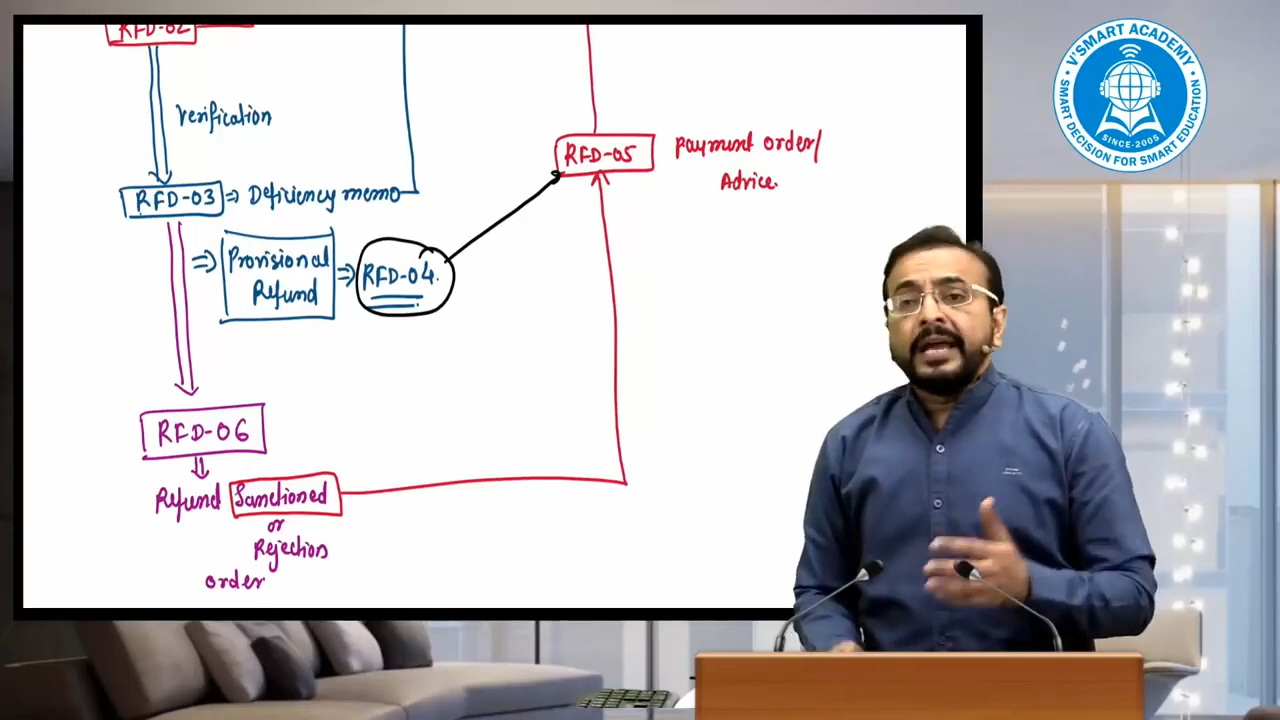 RFD-02
verification
RFD-03 ⇒ Deficiency memo
⇒ Provisional Refund ⇒ RFD-04.
RFD-05
Payment order/
Advice.
RFD-06
Refund Sanctioned
or
Rejection
order
V'SMART ACADEMY
SINCE-2005
SMART DECISION FOR SMART EDUCATION